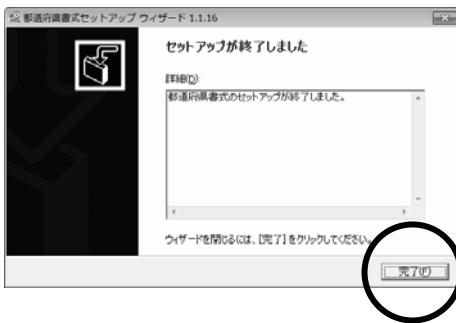 都道府県書式セットアップ ウィザード 1.1.16
セットアップが終了しました
詳細(D):
都道府県書式のセットアップが終了しました。
ウィザードを閉じるには、[完了]をクリックしてください。
完了(F)